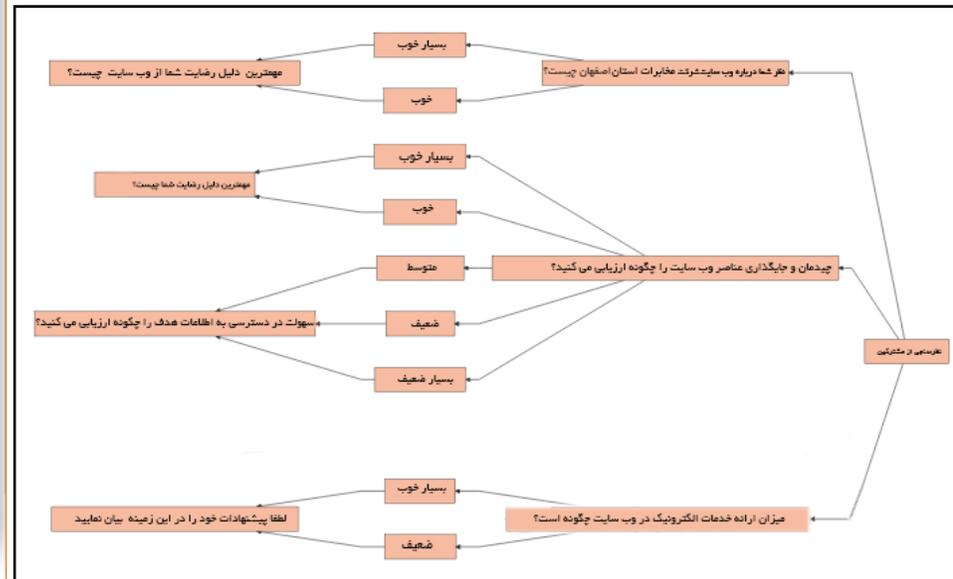 نظرسنجی از مشترکین
نظر شما درباره وب سایت شرکت مخابرات استان اصفهان چیست؟
بسیار خوب
خوب
مهمترین دلیل رضایت شما از وب سایت چیست؟
چیدمان و جایگذاری عناصر وب سایت را چگونه ارزیابی می کنید؟
بسیار خوب
خوب
مهمترین دلیل رضایت شما چیست؟
متوسط
ضعیف
بسیار ضعیف
سهولت در دسترسی به اطلاعات هدف را چگونه ارزیابی می کنید؟
میزان ارائه خدمات الکترونیک در وب سایت چگونه است؟
بسیار خوب
ضعیف
لطفا پیشنهادات خود را در این زمینه بیان نمایید